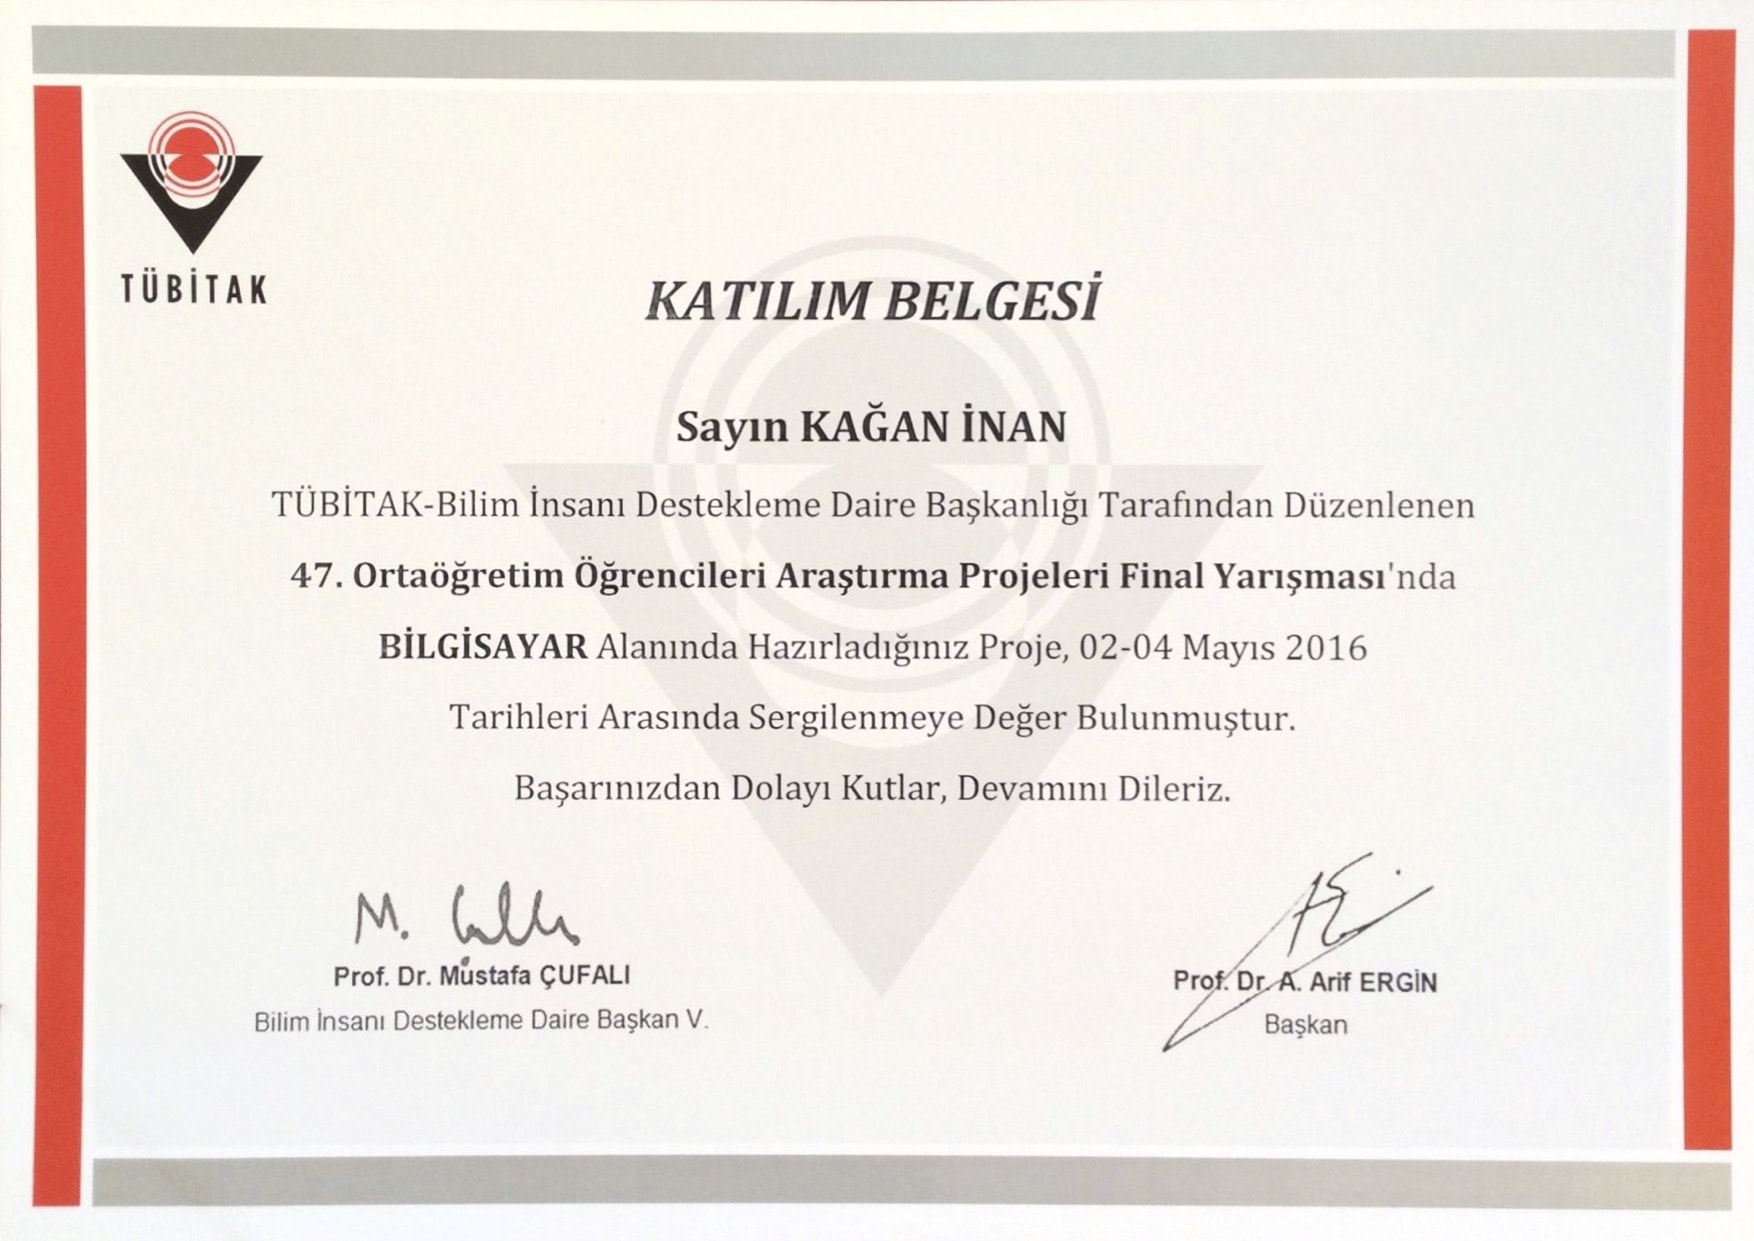 TÜBİTAK
KATILIM BELGESİ
Sayın KAĞAN İNAN
TÜBİTAK-Bilim İnsanı Destekleme Daire Başkanlığı Tarafından Düzenlenen
47. Ortaöğretim Öğrencileri Araştırma Projeleri Final Yarışması'nda
BİLGİSAYAR Alanında Hazırladığınız Proje, 02-04 Mayıs 2016
Tarihleri Arasında Sergilenmeye Değer Bulunmuştur.
Başarınızdan Dolayı Kutlar, Devamını Dileriz.
Prof. Dr. Mustafa ÇUFALI
Bilim İnsanı Destekleme Daire Başkan V.
Prof. Dr. A. Arif ERGİN
Başkan